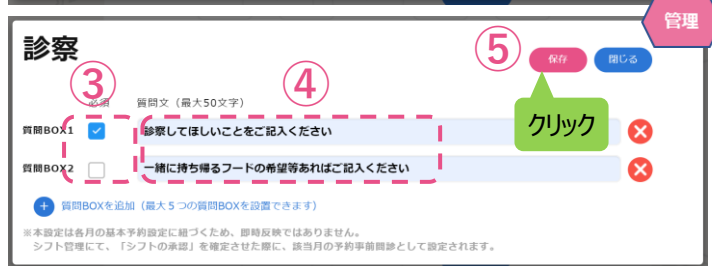 管理
診察
③
④
⑤
保存
閉じる
クリック
必須
質問文（最大50文字）
質問BOX1
診察してほしいことをご記入ください
質問BOX2
一緒に持ち帰るフードの希望等あればご記入ください
質問BOXを追加（最大５つの質問BOXを設置できます）
※本設定は各月の基本予約設定に紐づくため、即時反映ではありません。
シフト管理にて、「シフトの承認」を確定させた際に、該当月の予約事前問診として設定されます。